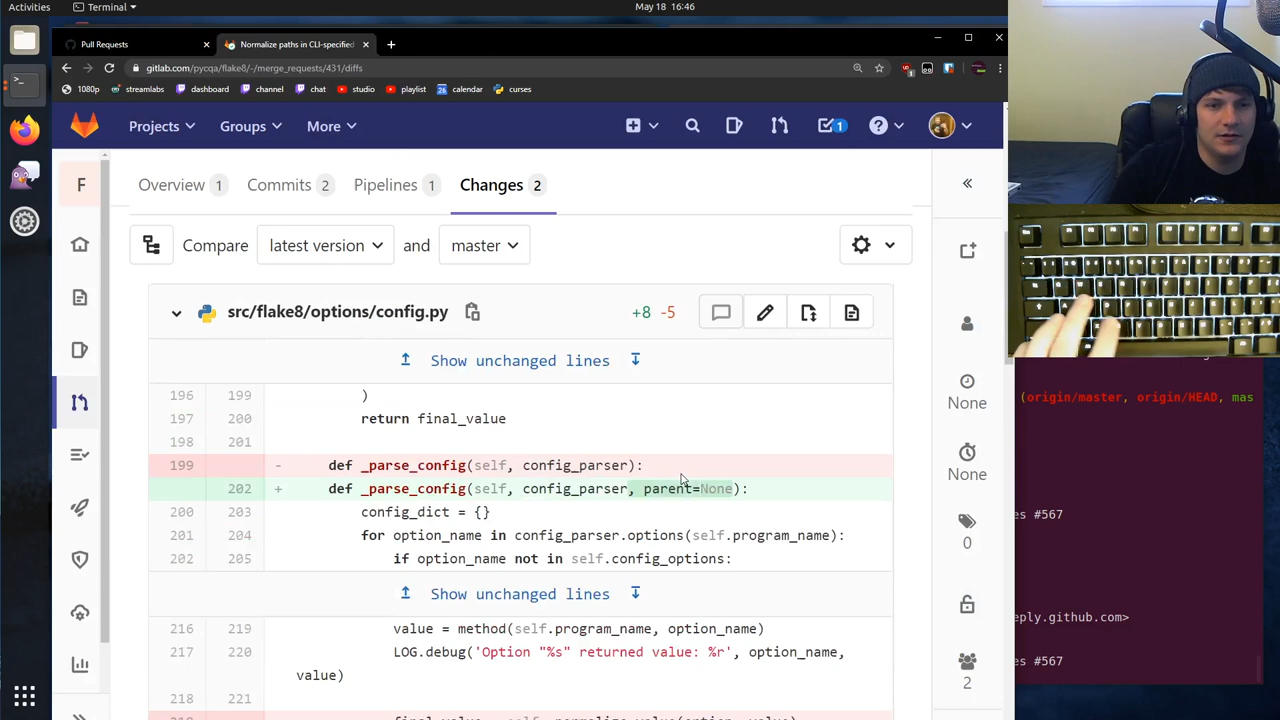 Activities
Terminal
May 18 16:46
Pull Requests
Normalize paths in CLI-specified
gitlab.com/pycqa/flake8/-/merge_requests/431/diffs
1080p
streamlabs
dashboard
channel
chat
studio
playlist
26 calendar
curses
Projects
Groups
More
1
F
Overview 1
Commits 2
Pipelines 1
Changes 2
Compare
latest version
and
master
src/flake8/options/config.py
+8 -5
Show unchanged lines
196 199 )
197 200 return final_value
198 201
199 - def _parse_config(self, config_parser):
202 + def _parse_config(self, config_parser, parent=None):
200 203 config_dict = {}
201 204 for option_name in config_parser.options(self.program_name):
202 205 if option_name not in self.config_options:
Show unchanged lines
216 219 value = method(self.program_name, option_name)
217 220 LOG.debug('Option "%s" returned value: %r', option_name,
value)
218 221
None
None
0
2
(origin/master, origin/HEAD, mas
es #567
eply.github.com>
es #567